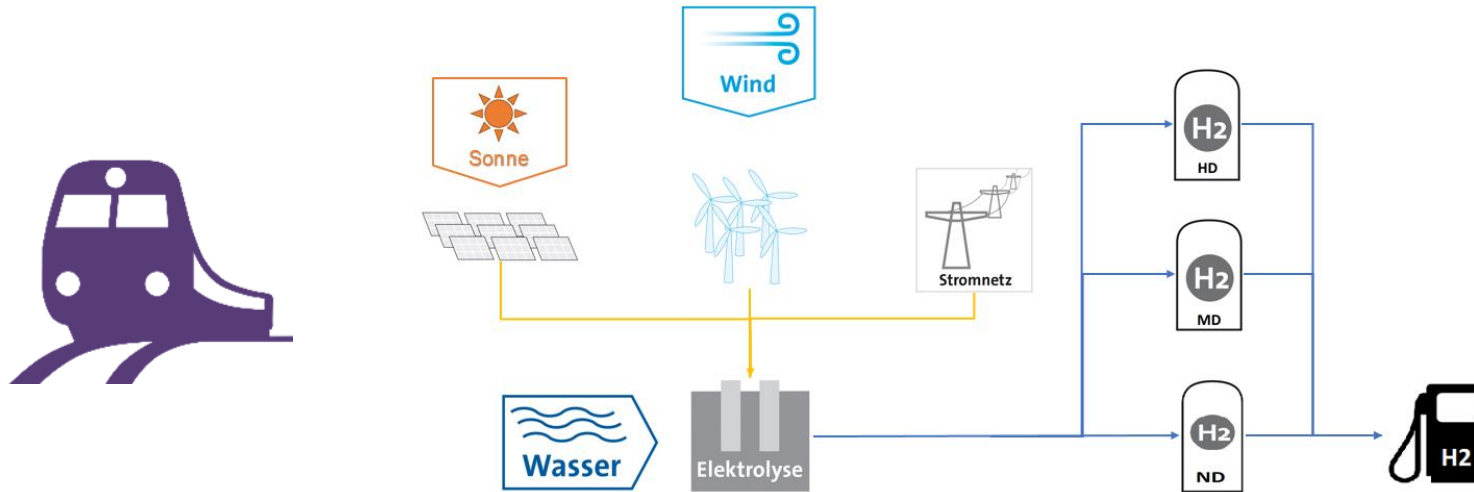 Wind
Sonne
Stromnetz
Wasser
Elektrolyse
H2
HD
H2
MD
H2
ND
H2